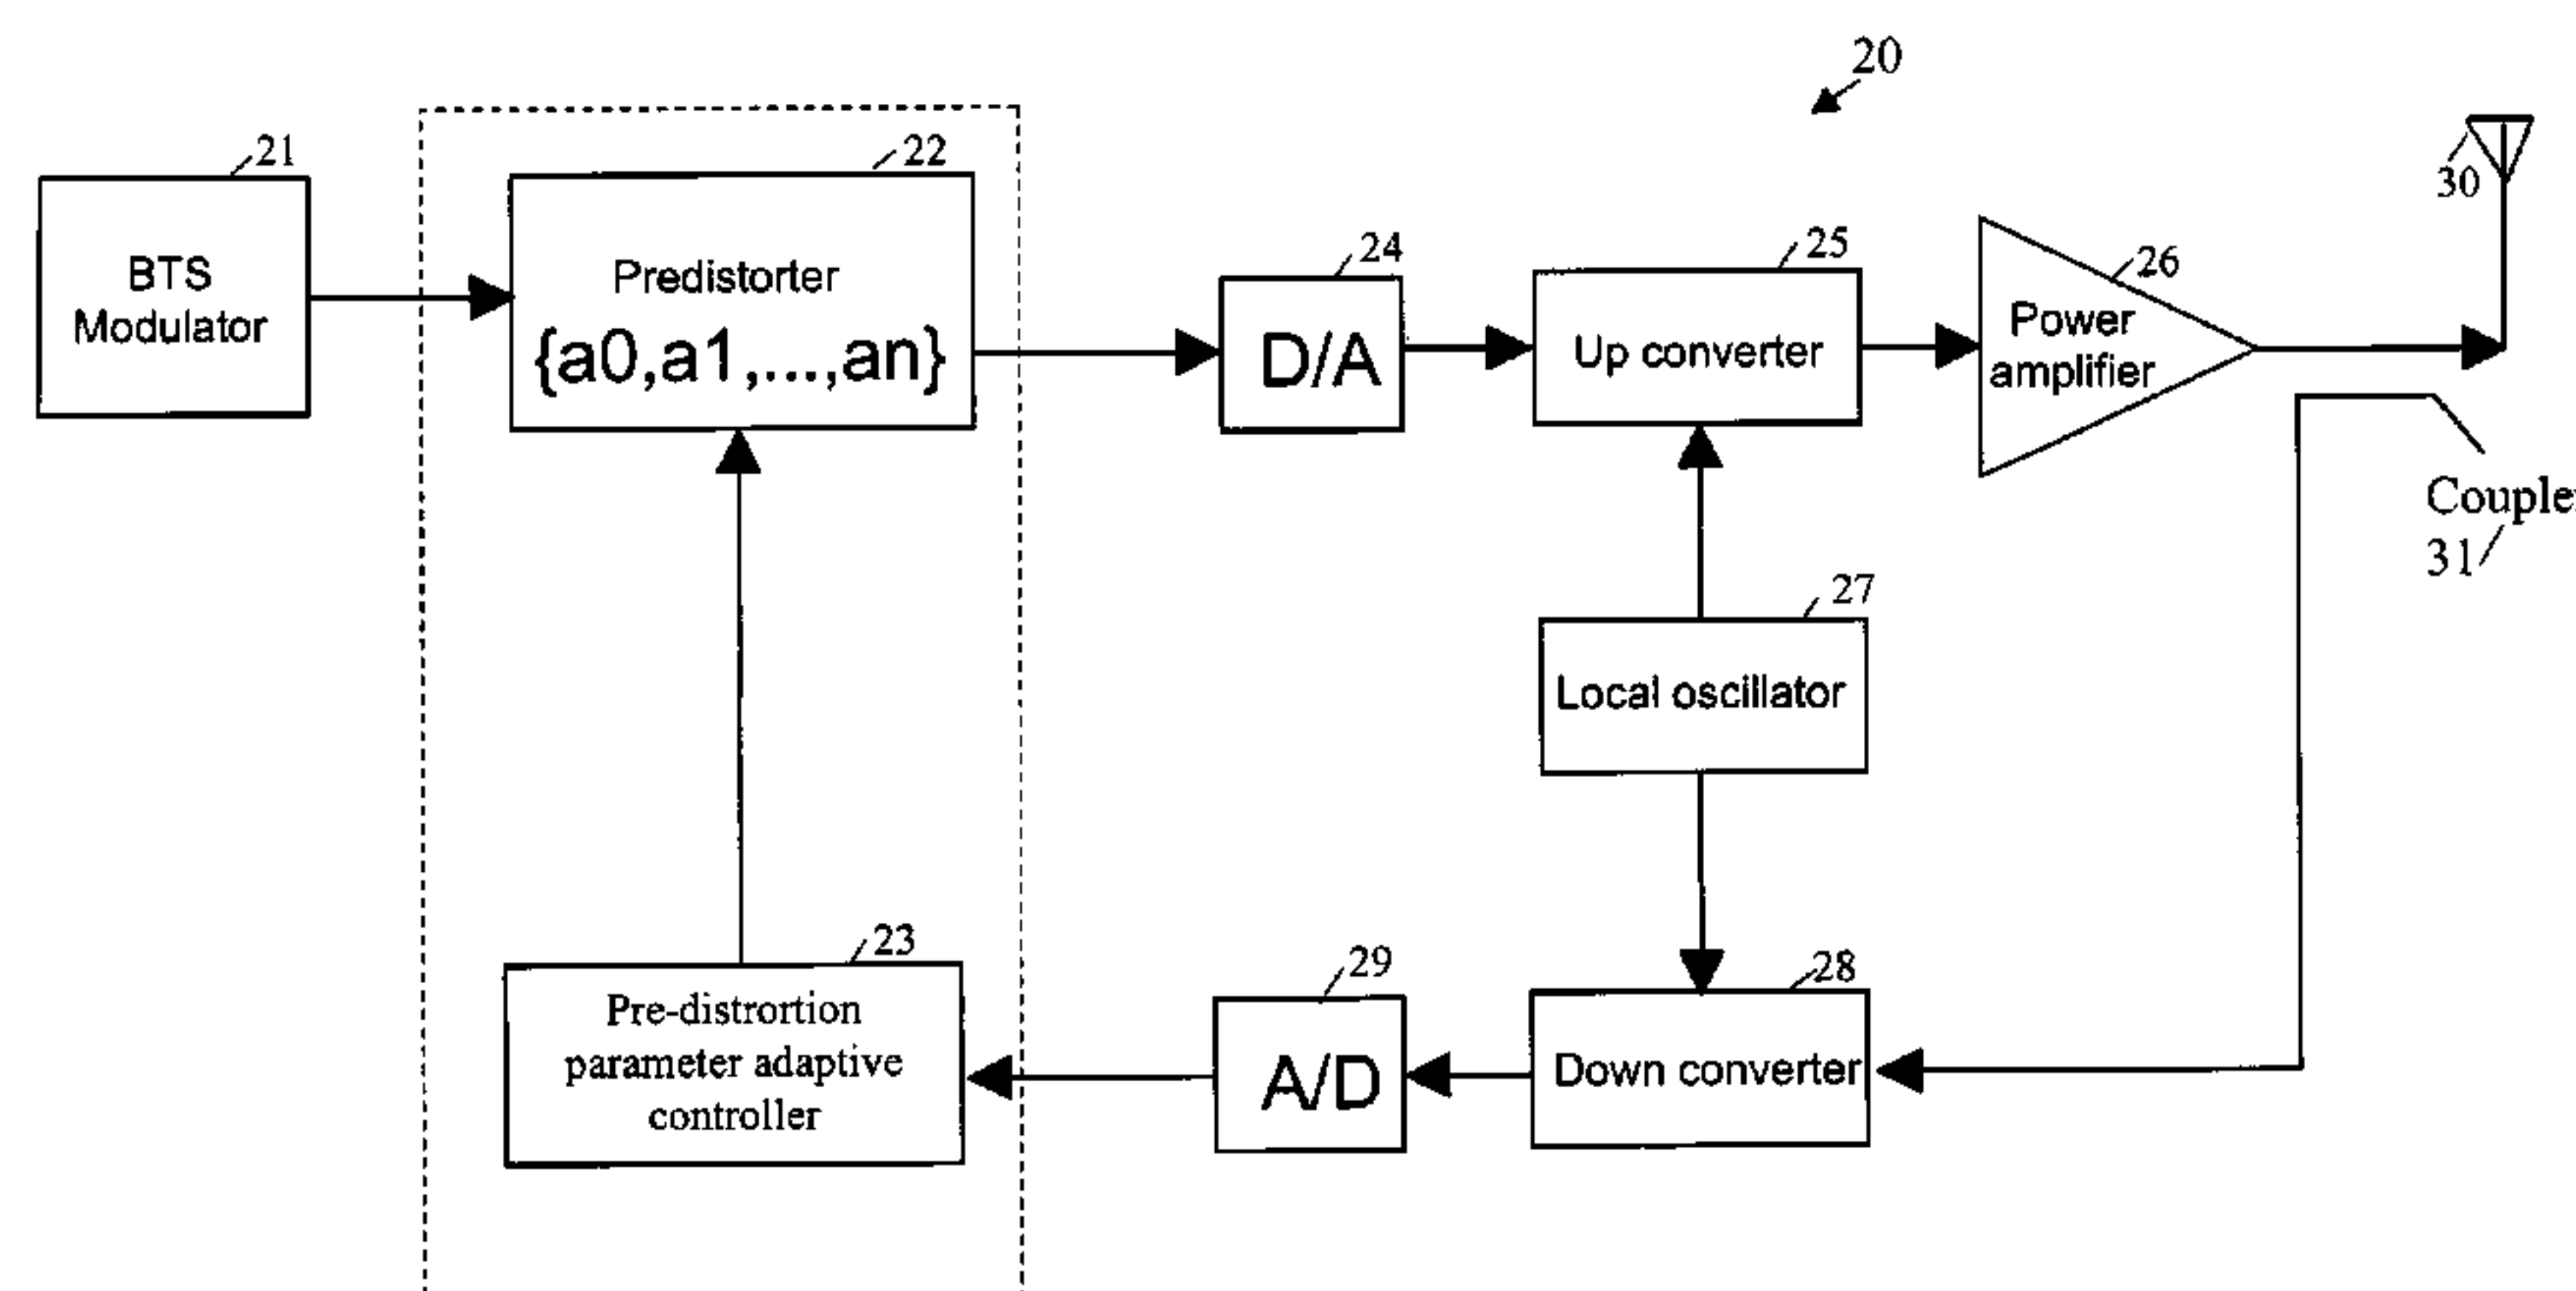 20
21
22
BTS
Modulator
Predistorter
{a0,a1,...,an}
24
D/A
25
Up converter
26
Power
amplifier
30
Coupler
31
27
Local oscillator
23
Pre-distrortion
parameter adaptive
controller
29
A/D
28
Down converter